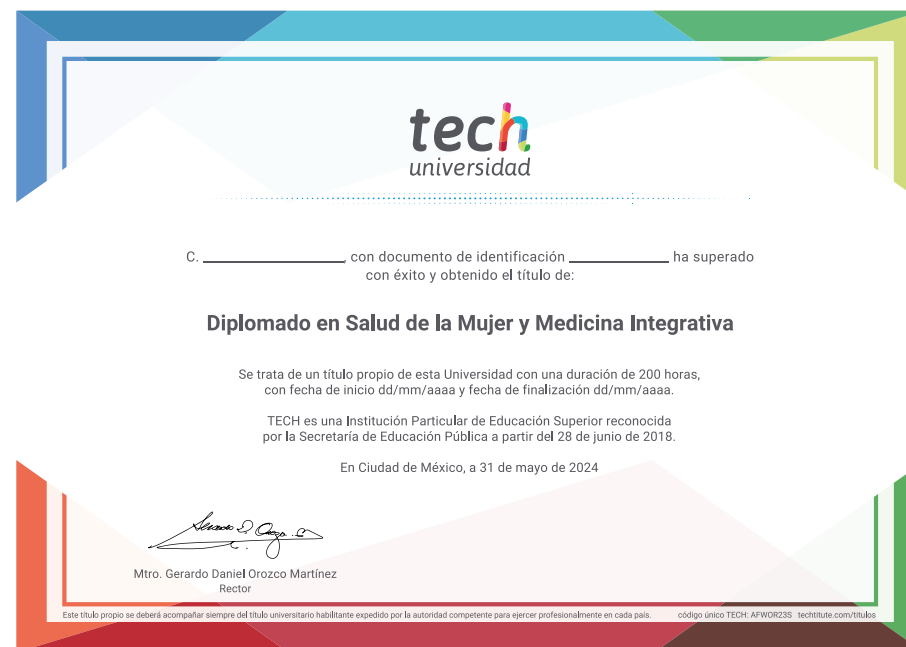 tech
universidad
C. ____________________, con documento de identificación ______________ ha superado
con éxito y obtenido el título de:
Diplomado en Salud de la Mujer y Medicina Integrativa
Se trata de un título propio de esta Universidad con una duración de 200 horas,
con fecha de inicio dd/mm/aaaa y fecha de finalización dd/mm/aaaa.
TECH es una Institución Particular de Educación Superior reconocida
por la Secretaría de Educación Pública a partir del 28 de junio de 2018.
En Ciudad de México, a 31 de mayo de 2024
Mtro. Gerardo Daniel Orozco Martínez
Rector
Este título propio se deberá acompañar siempre del título universitario habilitante expedido por la autoridad competente para ejercer profesionalmente en cada país. código único TECH: AFWOR23S techtitute.com/titulos